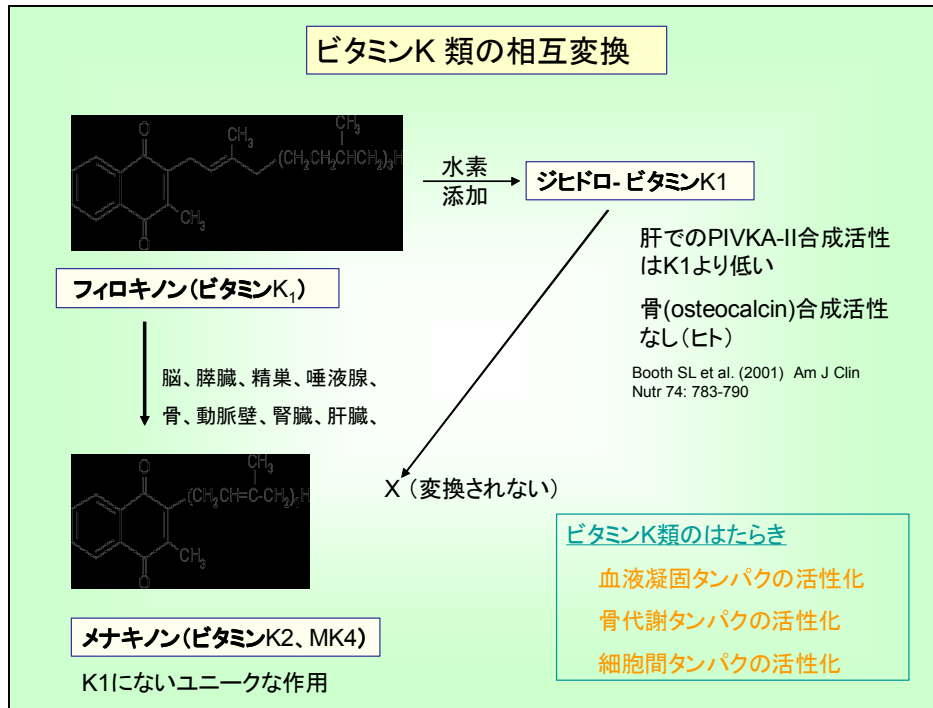 ビタミンK 類の相互変換
O
CH3
CH3
(CH2CH2CHCH2)3H
CH3
O
水素
添加
ジヒドロ- ビタミンK1
フィロキノン(ビタミンK1)
肝でのPIVKA-II合成活性
はK1より低い
骨(osteocalcin)合成活性
なし(ヒト)
Booth SL et al. (2001) Am J Clin
Nutr 74: 783-790
脳、膵臓、精巣、唾液腺、
骨、動脈壁、腎臓、肝臓、
O
CH3
(CH2CH=C-CH2)
H
CH3
O
X (変換されない)
メナキノン(ビタミンK2、MK4)
K1にないユニークな作用
ビタミンK類のはたらき
血液凝固タンパクの活性化
骨代謝タンパクの活性化
細胞間タンパクの活性化